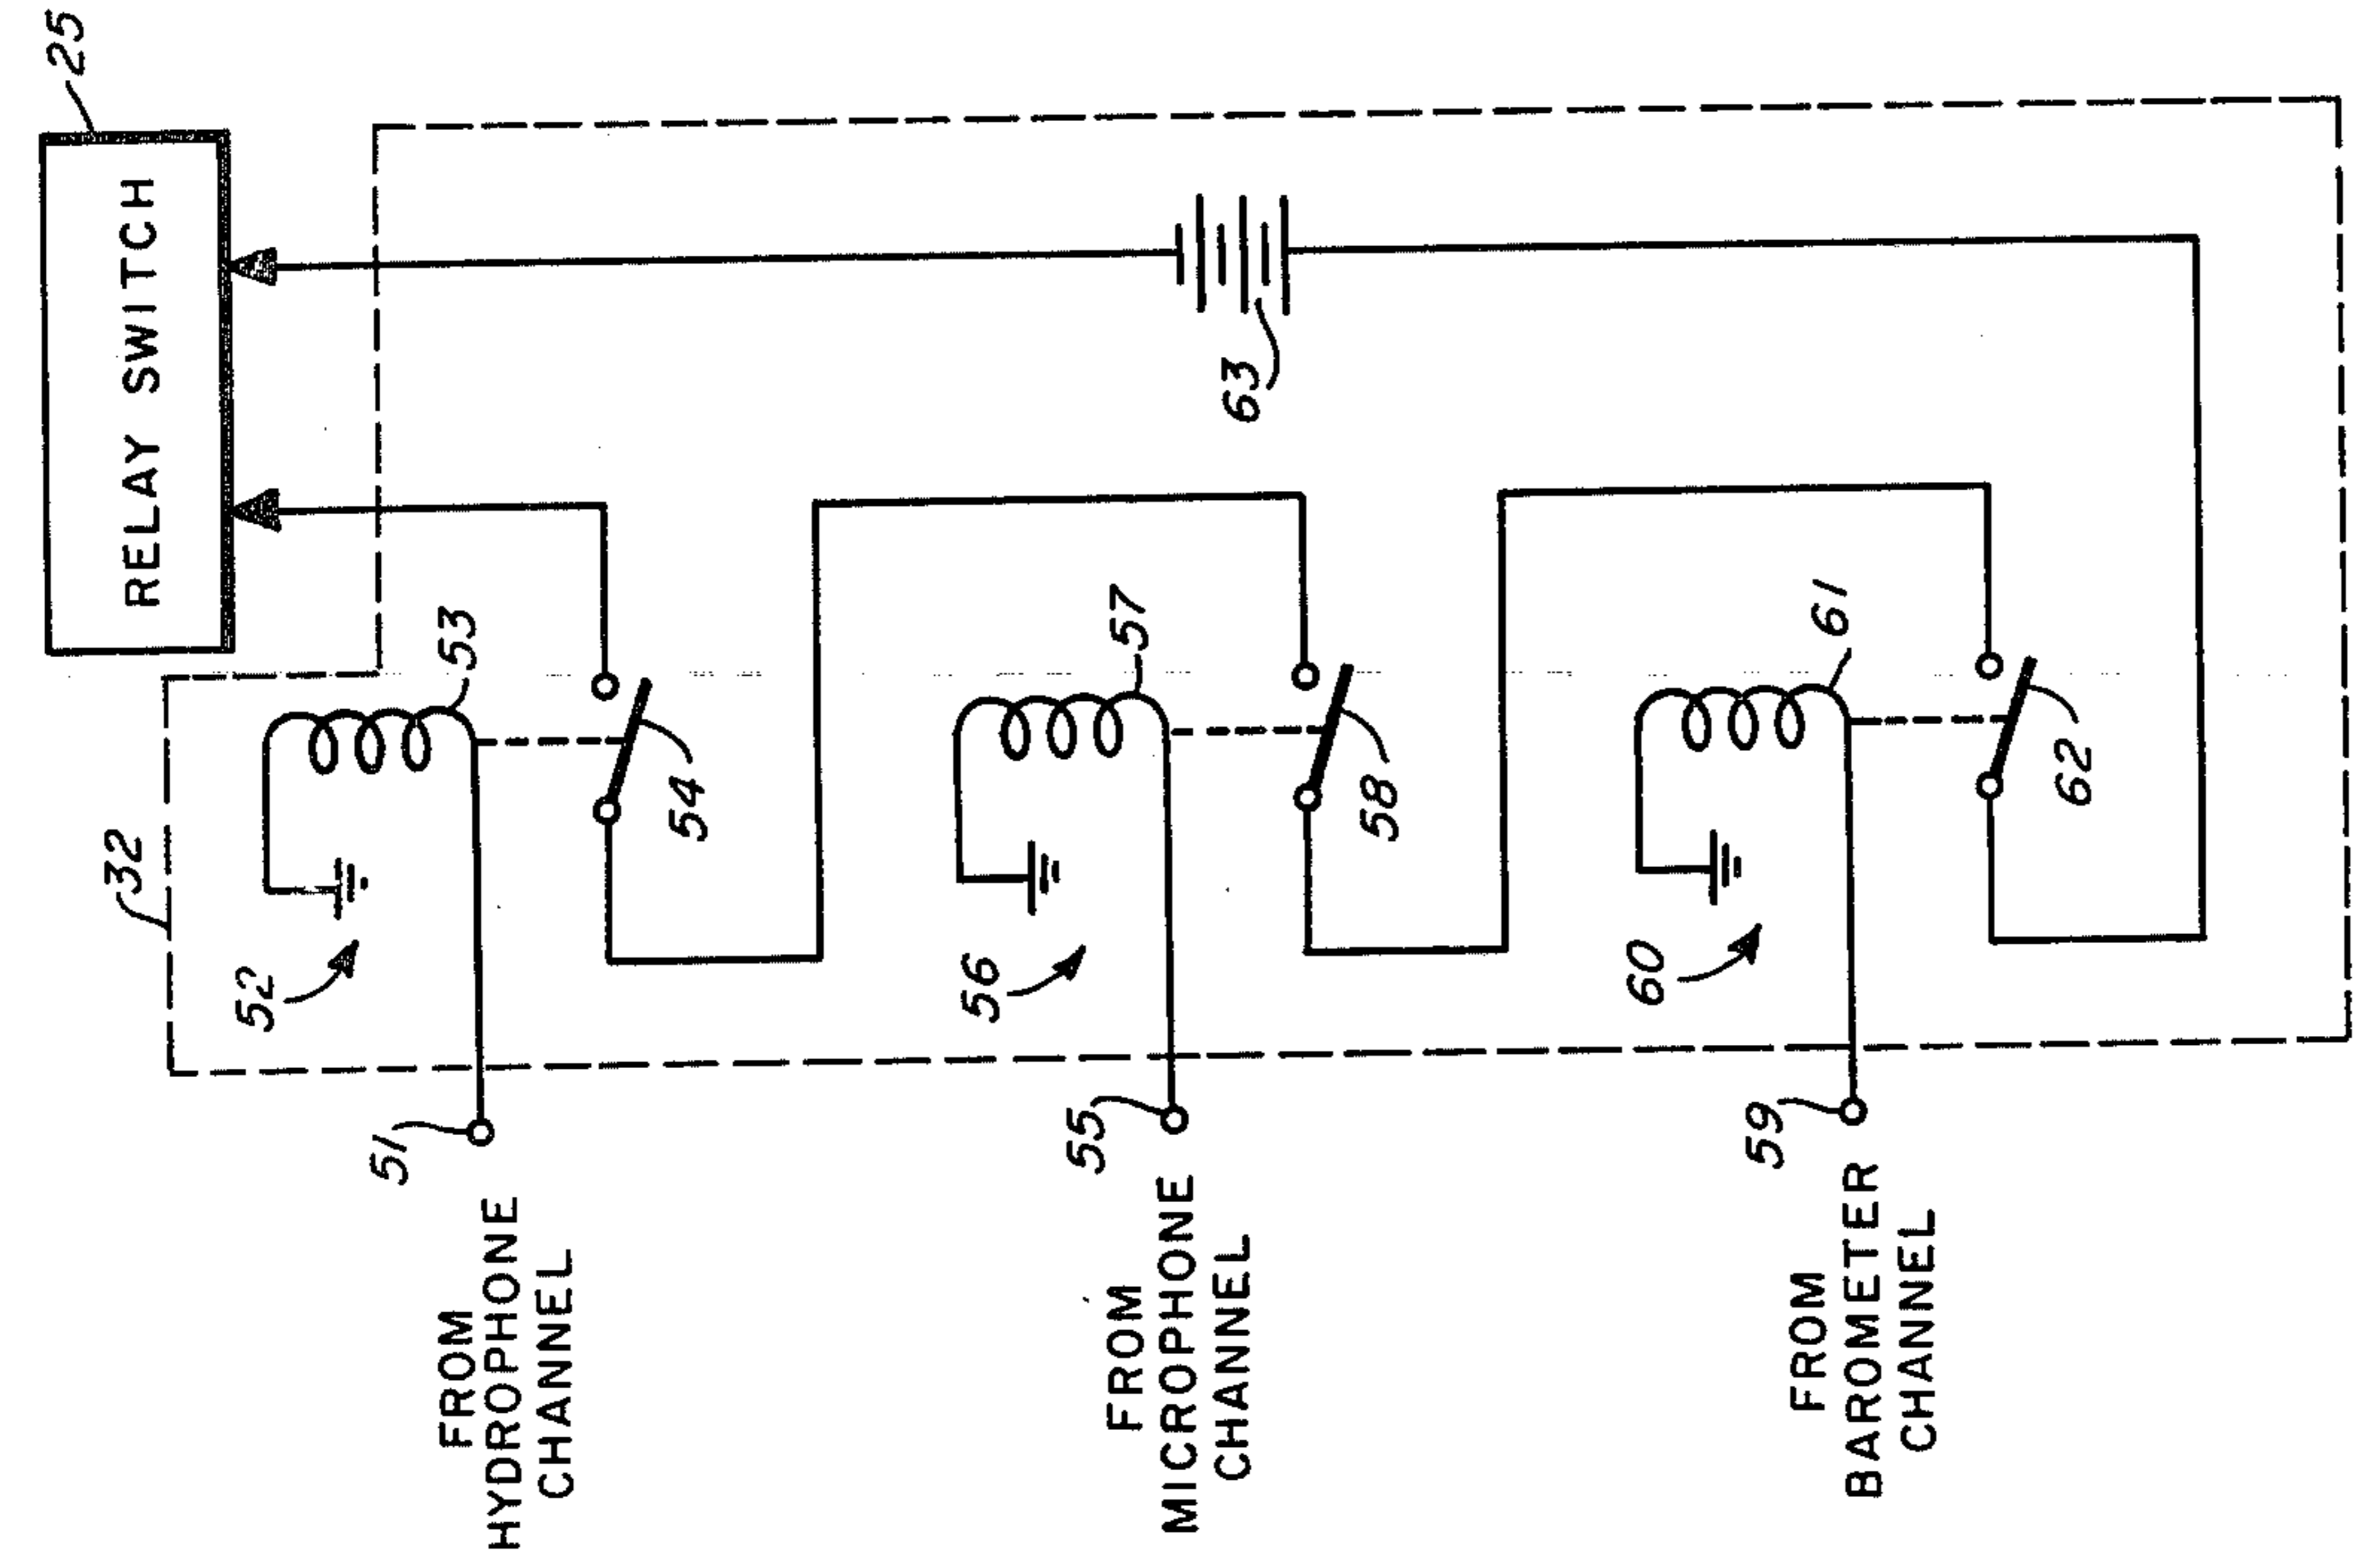 RELAY SWITCH
25
32
52
53
54
51
FROM
HYDROPHONE
CHANNEL
56
57
58
55
FROM
MICROPHONE
CHANNEL
60
61
62
59
FROM
BAROMETER
CHANNEL
63